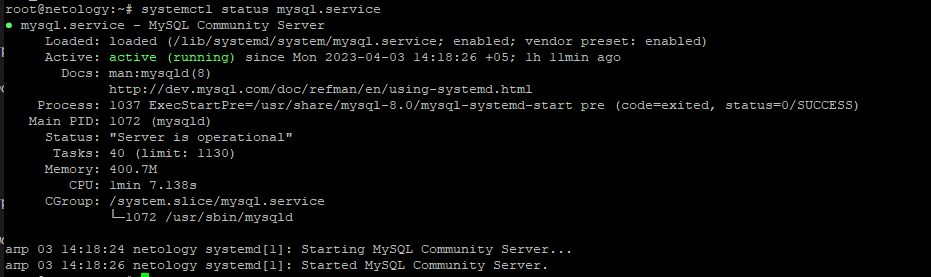 root@netology:~# systemctl status mysql.service
● mysql.service - MySQL Community Server
Loaded: loaded (/lib/systemd/system/mysql.service; enabled; vendor preset: enabled)
Active: active (running) since Mon 2023-04-03 14:18:26 +05; 1h 11min ago
Docs: man:mysqld(8)
http://dev.mysql.com/doc/refman/en/using-systemd.html
Process: 1037 ExecStartPre=/usr/share/mysql-8.0/mysql-systemd-start pre (code=exited, status=0/SUCCESS)
Main PID: 1072 (mysqld)
Status: "Server is operational"
Tasks: 40 (limit: 1130)
Memory: 400.7M
CPU: 1min 7.138s
CGroup: /system.slice/mysql.service
└─1072 /usr/sbin/mysqld
апр 03 14:18:24 netology systemd[1]: Starting MySQL Community Server...
апр 03 14:18:26 netology systemd[1]: Started MySQL Community Server.